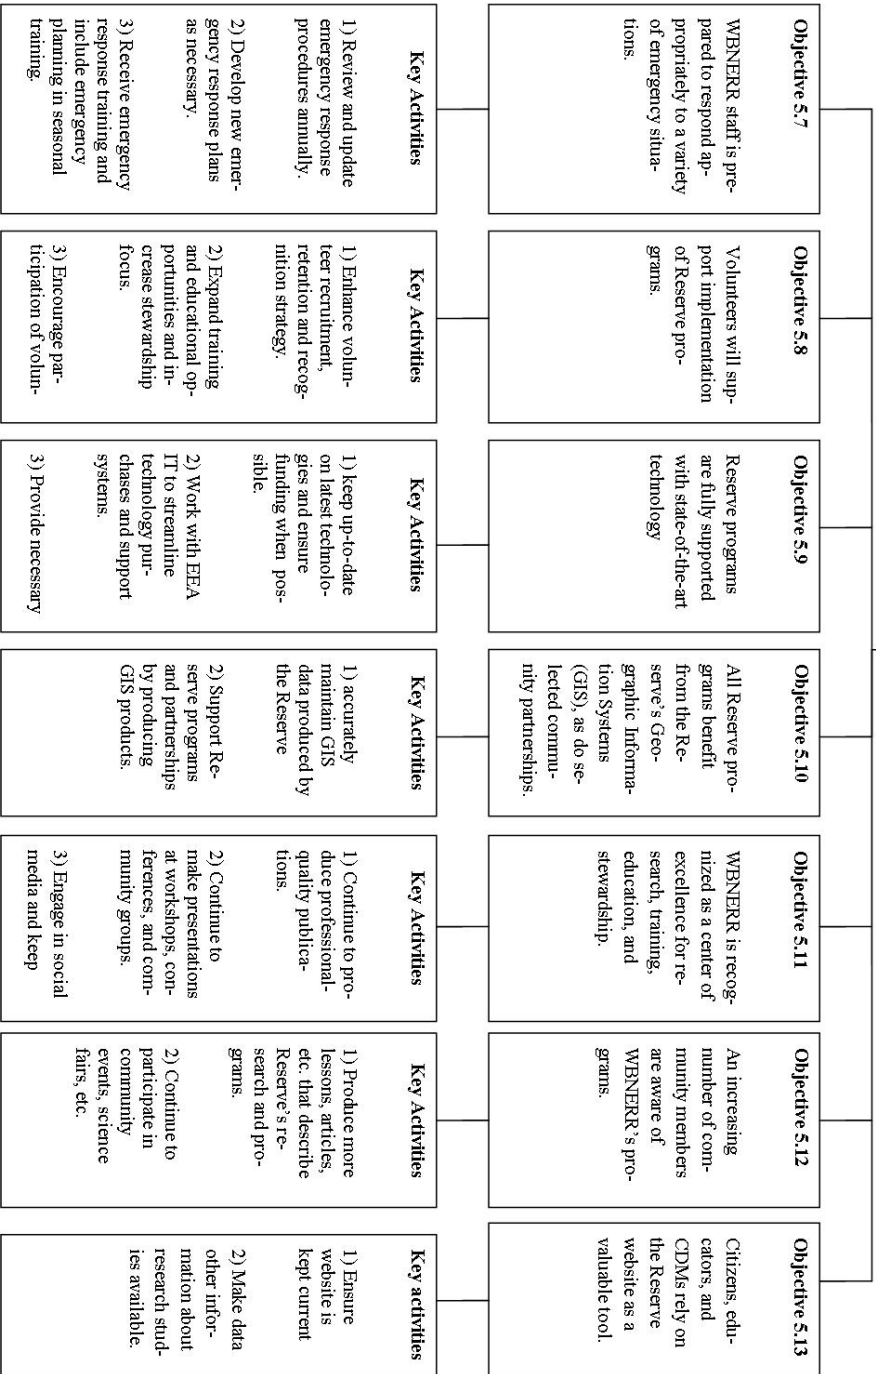 Objective 5.7
WBNERR staff is pre-
pared to respond ap-
propriately to a variety
of emergency situa-
tions.
Key Activities
1) Review and update
emergency response
procedures annually.
2) Develop new emer-
gency response plans
as necessary.
3) Receive emergency
response training and
include emergency
planning in seasonal
training.
Objective 5.8
Volunteers will sup-
port implementation
of Reserve pro-
grams.
Key Activities
1) Enhance volun-
teer recruitment,
retention and recog-
nition strategy.
2) Expand training
and educational op-
portunities and in-
crease stewardship
focus.
3) Encourage par-
ticipation of volun-
Objective 5.9
Reserve programs
are fully supported
with state-of-the-art
technology
Key Activities
1) keep up-to-date
on latest technolo-
gies and ensure
funding when pos-
sible.
2) Work with EEA
IT to streamline
technology pur-
chases and support
systems.
3) Provide necessary
Objective 5.10
All Reserve pro-
grams benefit
from the Re-
serve's Geo-
graphic Informa-
tion Systems
(GIS), as do se-
lected commu-
nity partnerships.
Key Activities
1) accurately
maintain GIS
data produced by
the Reserve
2) Support Re-
serve programs
and partnerships
by producing
GIS products.
Objective 5.11
WBNERR is recog-
nized as a center of
excellence for re-
search, training,
education, and
stewardship.
Key Activities
1) Continue to pro-
duce professional-
quality publica-
tions.
2) Continue to
make presentations
at workshops, con-
ferences, and com-
munity groups.
3) Engage in social
media and keep
Objective 5.12
An increasing
number of com-
munity members
are aware of
WBNERR's pro-
grams.
Key Activities
1) Produce more
lessons, articles,
etc. that describe
Reserve's re-
search and pro-
grams.
2) Continue to
participate in
community
events, science
fairs, etc.
Objective 5.13
Citizens, edu-
cators, and
CDMs rely on
the Reserve
website as a
valuable tool.
Key activities
1) Ensure
website is
kept current
2) Make data
other infor-
mation about
research stud-
ies available.